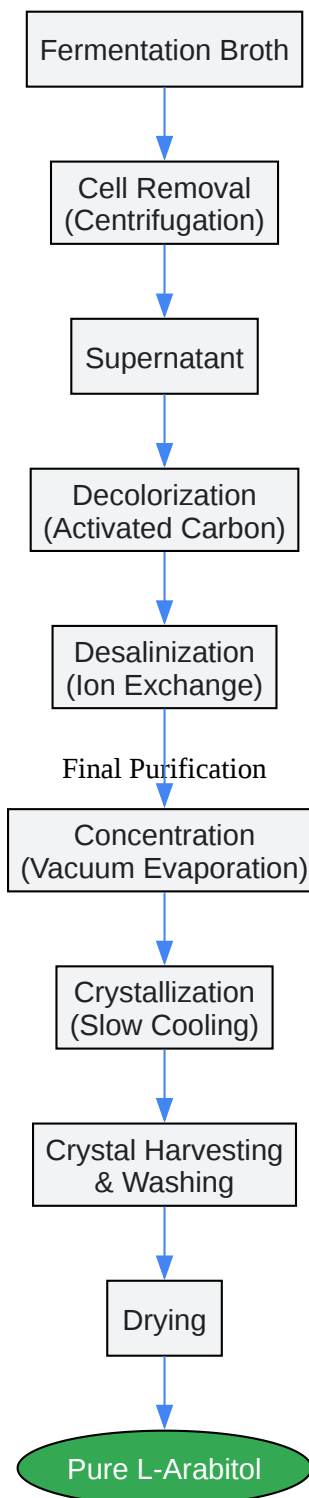 Fermentation Broth
Cell Removal
(Centrifugation)
Supernatant
Decolorization
(Activated Carbon)
Desalinization
(Ion Exchange)
Final Purification
Concentration
(Vacuum Evaporation)
Crystallization
(Slow Cooling)
Crystal Harvesting
& Washing
Drying
Pure L-Arabitol